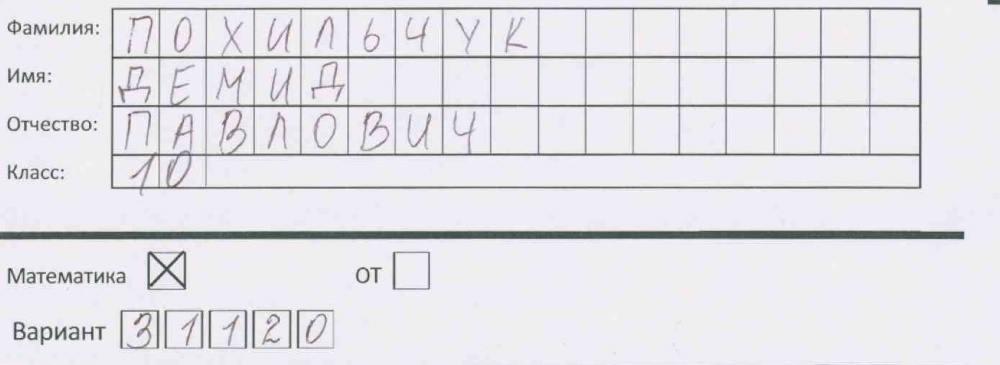 Фамилия: ПОХИЛЬЧУК
Имя: ДЕМИД
Отчество: ПАВЛОВИЧ
Класс: 10
Математика ☒ ОТ ☐
Вариант 31120